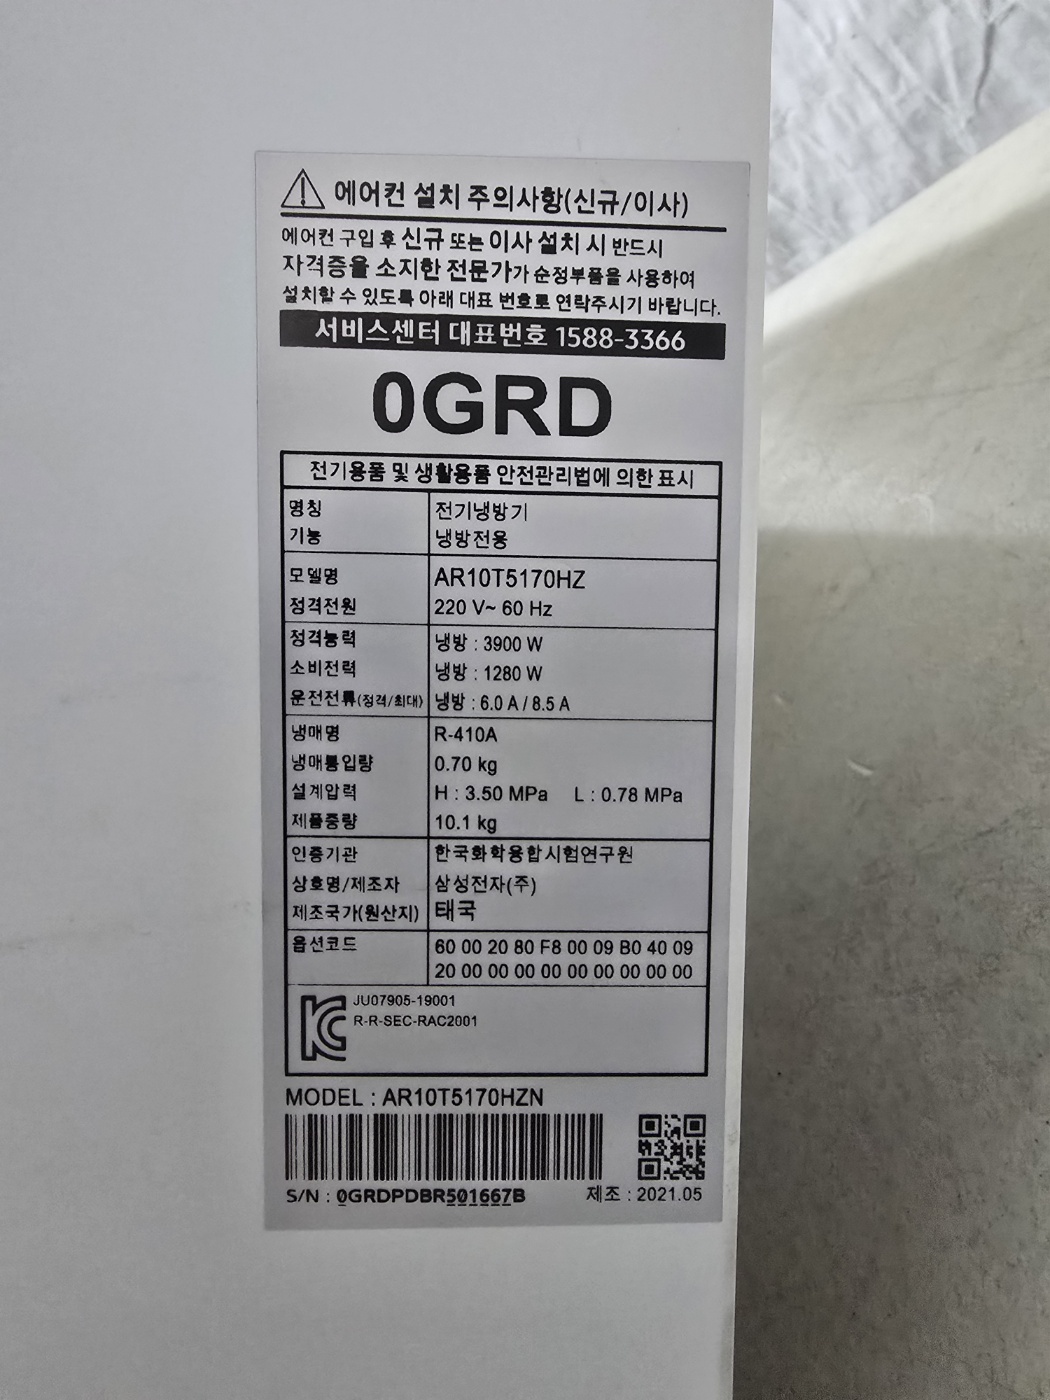 에어컨 설치 주의사항(신규/이사)
에어컨 구입 후 신규 또는 이사 설치 시 반드시
자격증을 소지한 전문가가 순정부품을 사용하여
설치할 수 있도록 아래 대표 번호로 연락주시기 바랍니다.
서비스센터 대표번호 1588-3366
0GRD
전기용품 및 생활용품 안전관리법에 의한 표시
명칭 전기냉방기
기능 냉방전용
모델명 AR10T5170HZ
정격전원 220 V~ 60 Hz
정격능력 냉방 : 3900 W
소비전력 냉방 : 1280 W
운전전류(정격/최대) 냉방 : 6.0 A / 8.5 A
냉매명 R-410A
냉매봉입량 0.70 kg
설계압력 H : 3.50 MPa L : 0.78 MPa
제품중량 10.1 kg
인증기관 한국화학융합시험연구원
상호명/제조자 삼성전자(주)
제조국가(원산지) 태국
옵션코드 60 00 20 80 F8 00 09 B0 40 09
20 00 00 00 00 00 00 00 00 00
JU07905-19001
R-R-SEC-RAC2001
MODEL : AR10T5170HZN
S/N : 0GRDPDBR501667B 제조 : 2021.05